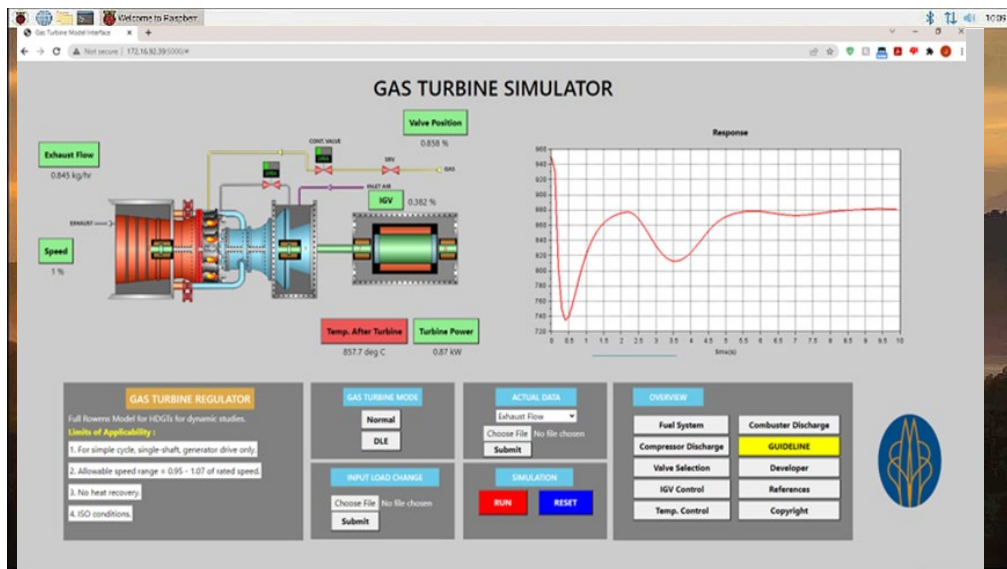 Welcome to Raspberr
10:09
Gas Turbine Model Interface
Not secure | 172.16.92.39:5000/#
GAS TURBINE SIMULATOR
Valve Position
0.858 %
Exhaust Flow
0.845 kg/hr
CONT. VALVE
SRV
GAS
INLET AIR
IGV
0.382 %
EXHAUST
Speed
1 %
Temp. After Turbine
857.7 deg C
Turbine Power
0.87 kW
Response
960
940
920
900
880
860
840
820
800
780
760
740
720
0 0.5 1 1.5 2 2.5 3 3.5 4 4.5 5 5.5 6 6.5 7 7.5 8 8.5 9 9.5 10
GAS TURBINE REGULATOR
Full Rowens Model for HDGTs for dynamic studies.
Limits of Applicability :
1. For simple cycle, single-shaft, generator drive only.
2. Allowable speed range = 0.95 - 1.07 of rated speed.
3. No heat recovery.
4. ISO conditions.
GAS TURBINE MODE
Normal
DLE
INPUT LOAD CHANGE
Choose File No file chosen
Submit
ACTUAL DATA
Exhaust Flow
Choose File No file chosen
Submit
SIMULATION
RUN RESET
OVERVIEW
Fuel System Combuster Discharge
Compressor Discharge GUIDELINE
Valve Selection Developer
IGV Control References
Temp. Control Copyright